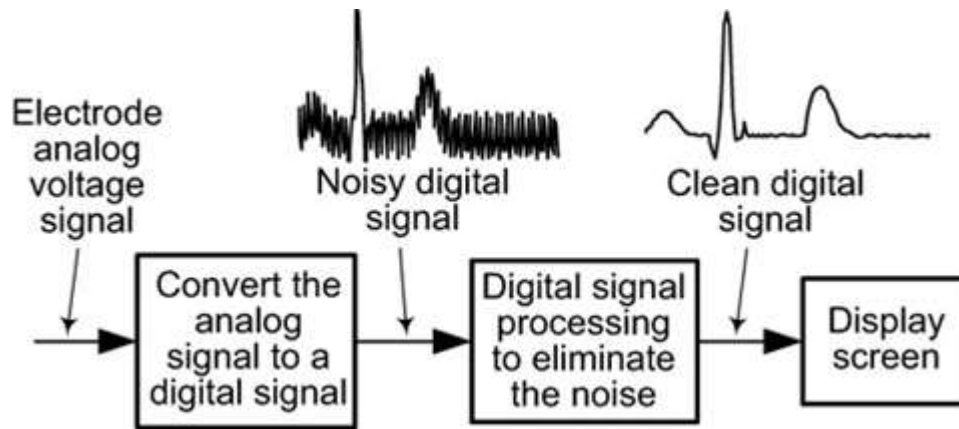 Electrode
analog
voltage
signal
Noisy digital
signal
Clean digital
signal
Convert the
analog
signal to a
digital signal
Digital signal
processing
to eliminate
the noise
Display
screen